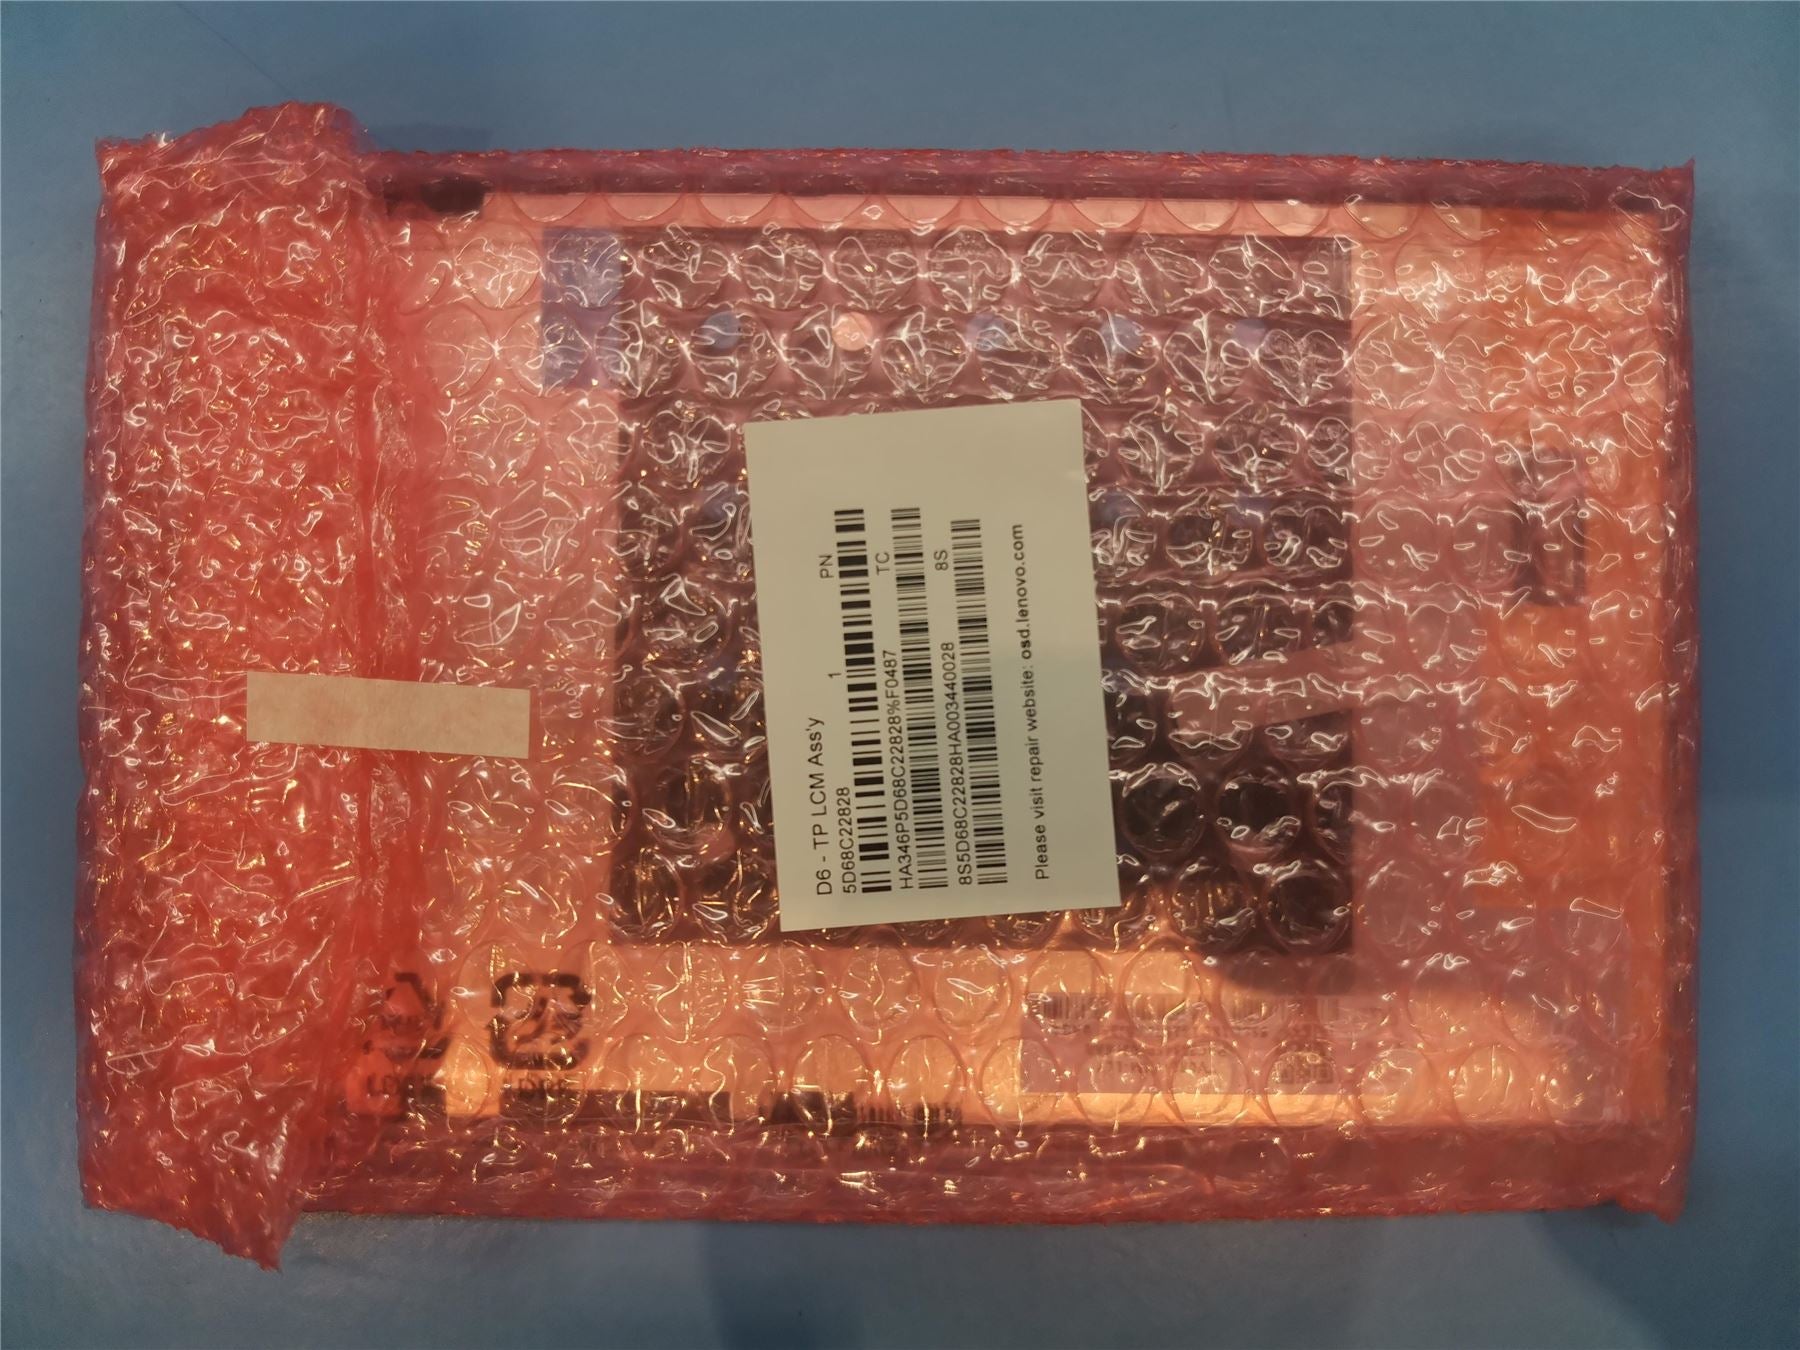 D6 - TP LCM Ass'y 1 PN
5D68C22828
HA346P5D68C22828%F0487 TC
8S5D68C22828HA003440028 8S
Please visit repair website: osd.lenovo.com